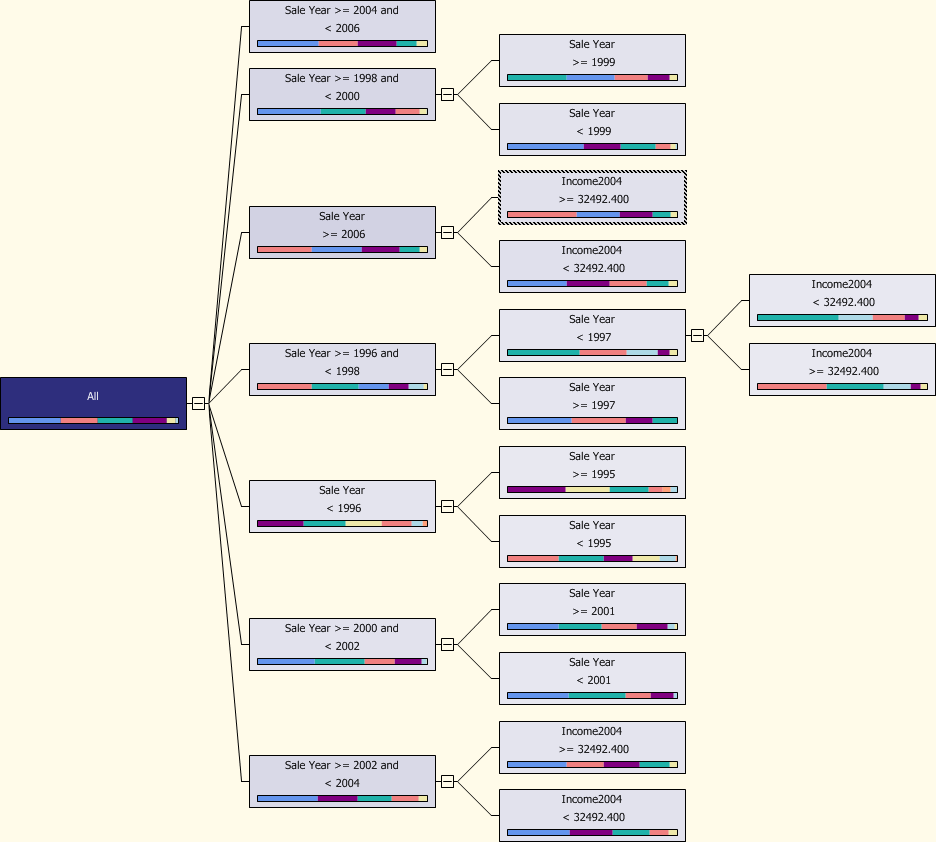 All
Sale Year >= 2004 and
< 2006
Sale Year >= 1998 and
< 2000
Sale Year
>= 2006
Sale Year >= 1996 and
< 1998
Sale Year
< 1996
Sale Year >= 2000 and
< 2002
Sale Year >= 2002 and
< 2004
Sale Year
>= 1999
Sale Year
< 1999
Income2004
>= 32492.400
Income2004
< 32492.400
Sale Year
< 1997
Sale Year
>= 1997
Sale Year
>= 1995
Sale Year
< 1995
Sale Year
>= 2001
Sale Year
< 2001
Income2004
>= 32492.400
Income2004
< 32492.400
Income2004
< 32492.400
Income2004
>= 32492.400